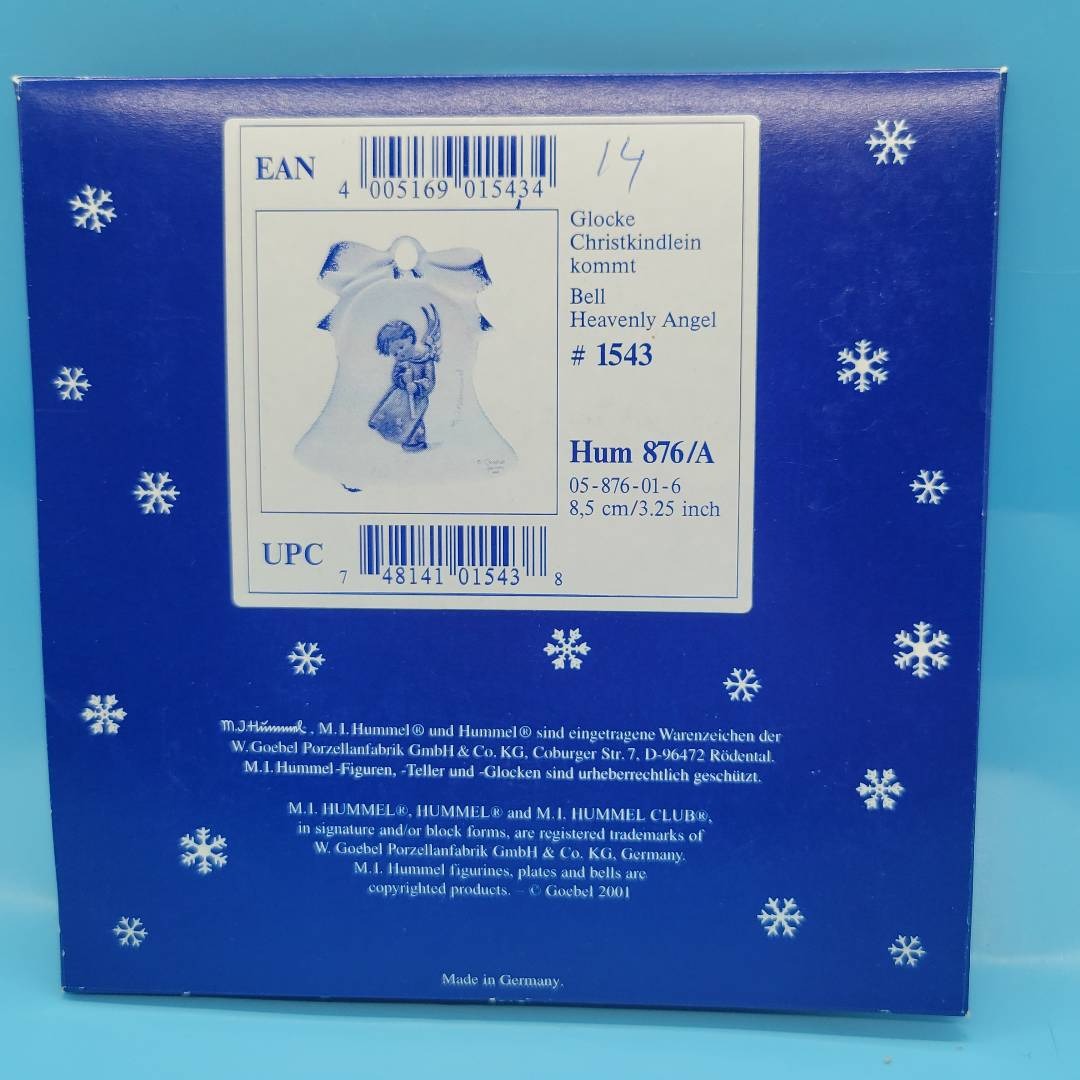 EAN
4 005169 015434
14
Glocke
Christkindlein
kommt
Bell
Heavenly Angel
# 1543
Hum 876/A
05-876-01-6
8,5 cm/3.25 inch
UPC
7 48141 01543 8
M.J.Hummel , M.I.Hummel® und Hummel® sind eingetragene Warenzeichen der
W.Goebel Porzellanfabrik GmbH & Co. KG, Coburger Str. 7, D-96472 Rödental.
M.I.Hummel-Figuren, -Teller und -Glocken sind urheberrechtlich geschützt.
M.I. HUMMEL®, HUMMEL® and M.I. HUMMEL CLUB®,
in signature and/or block forms, are registered trademarks of
W. Goebel Porzellanfabrik GmbH & Co. KG, Germany.
M.I. Hummel figurines, plates and bells are
copyrighted products. – © Goebel 2001
Made in Germany.